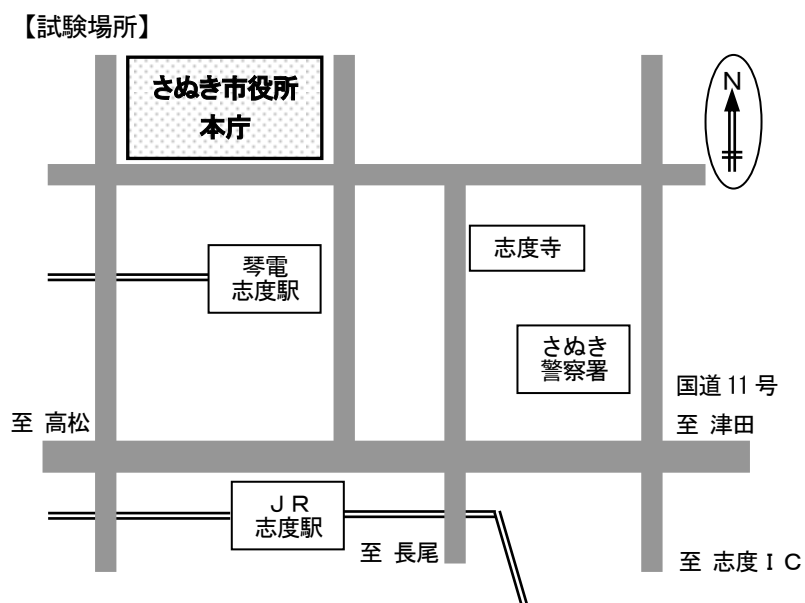 【試験場所】
さぬき市役所
本庁
N
志度寺
琴電
志度駅
さぬき
警察署
国道 11 号
至 高松
至 津田
ＪＲ
志度駅
至 長尾
至 志度ＩＣ